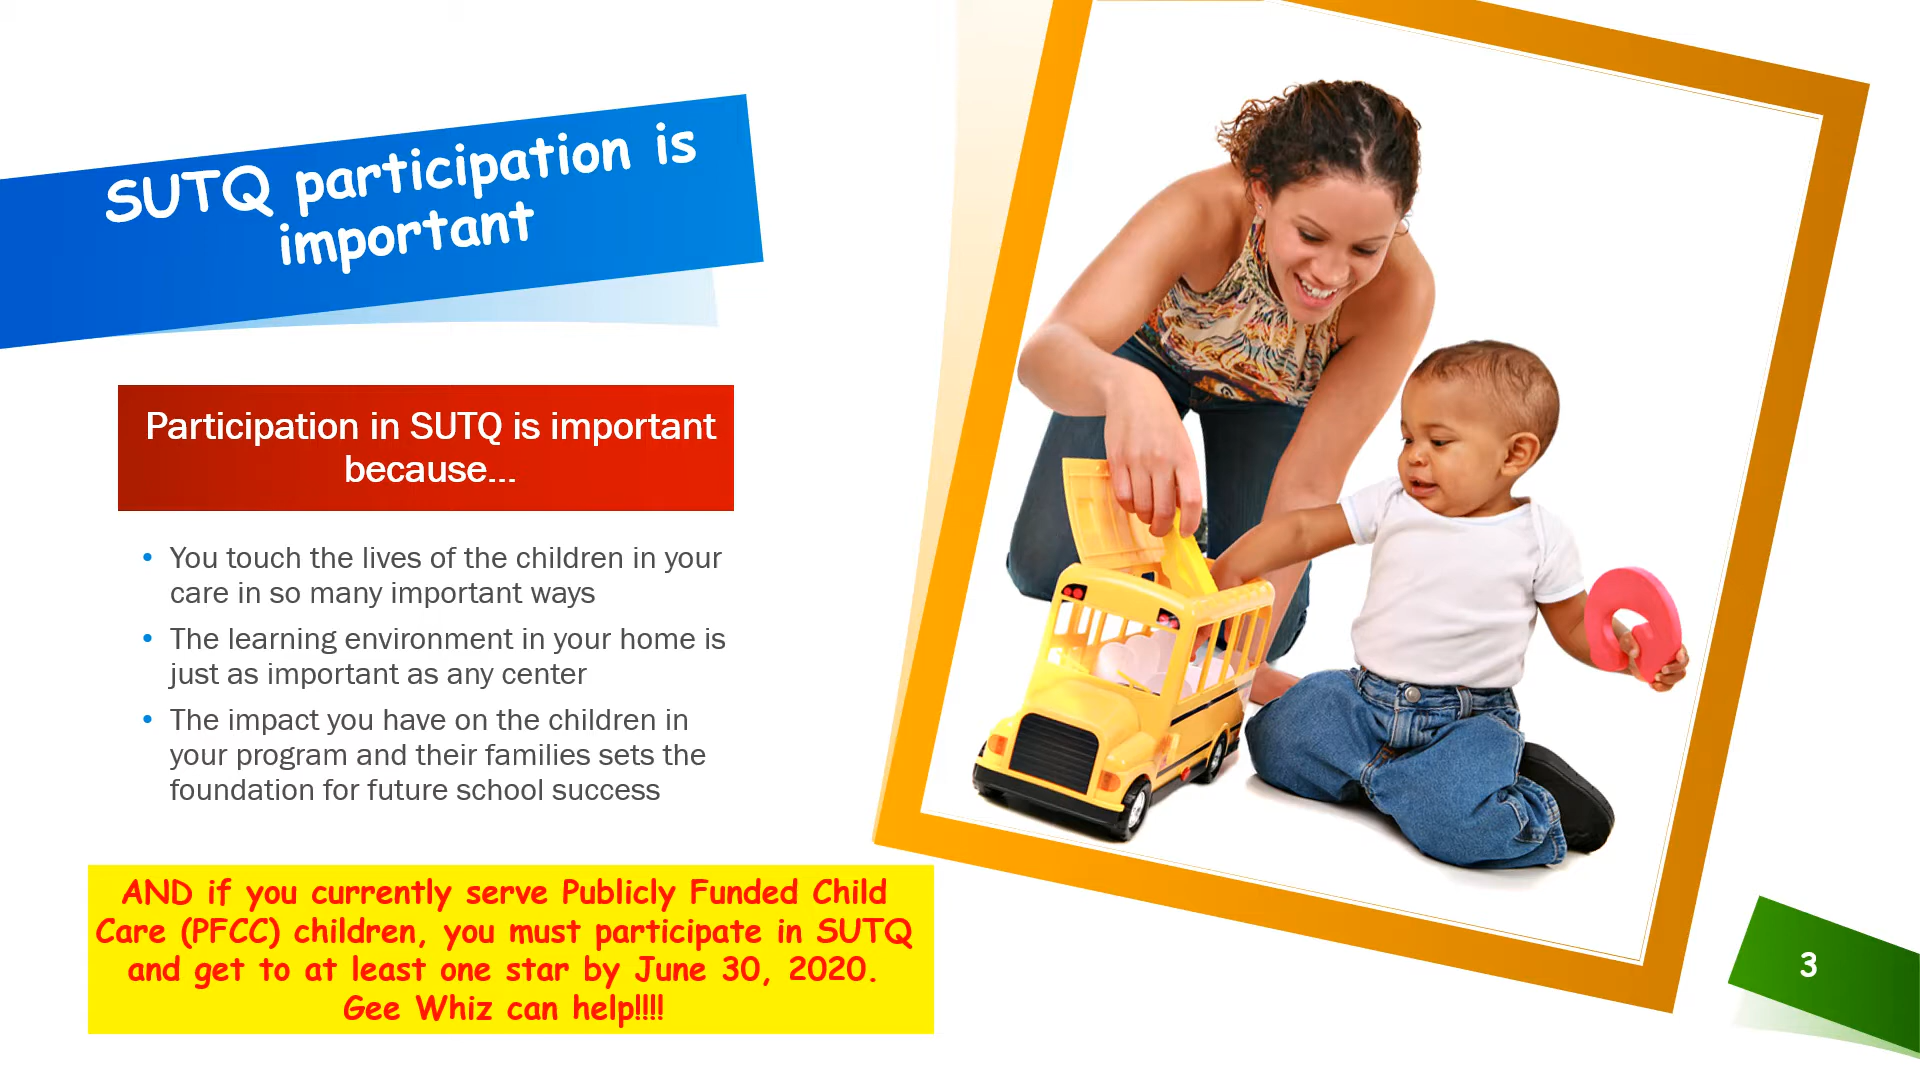 SUTQ participation is
important
Participation in SUTQ is important
because...
• You touch the lives of the children in your
care in so many important ways
• The learning environment in your home is
just as important as any center
• The impact you have on the children in
your program and their families sets the
foundation for future school success
AND if you currently serve Publicly Funded Child
Care (PFCC) children, you must participate in SUTQ
and get to at least one star by June 30, 2020.
Gee Whiz can help!!!!
3